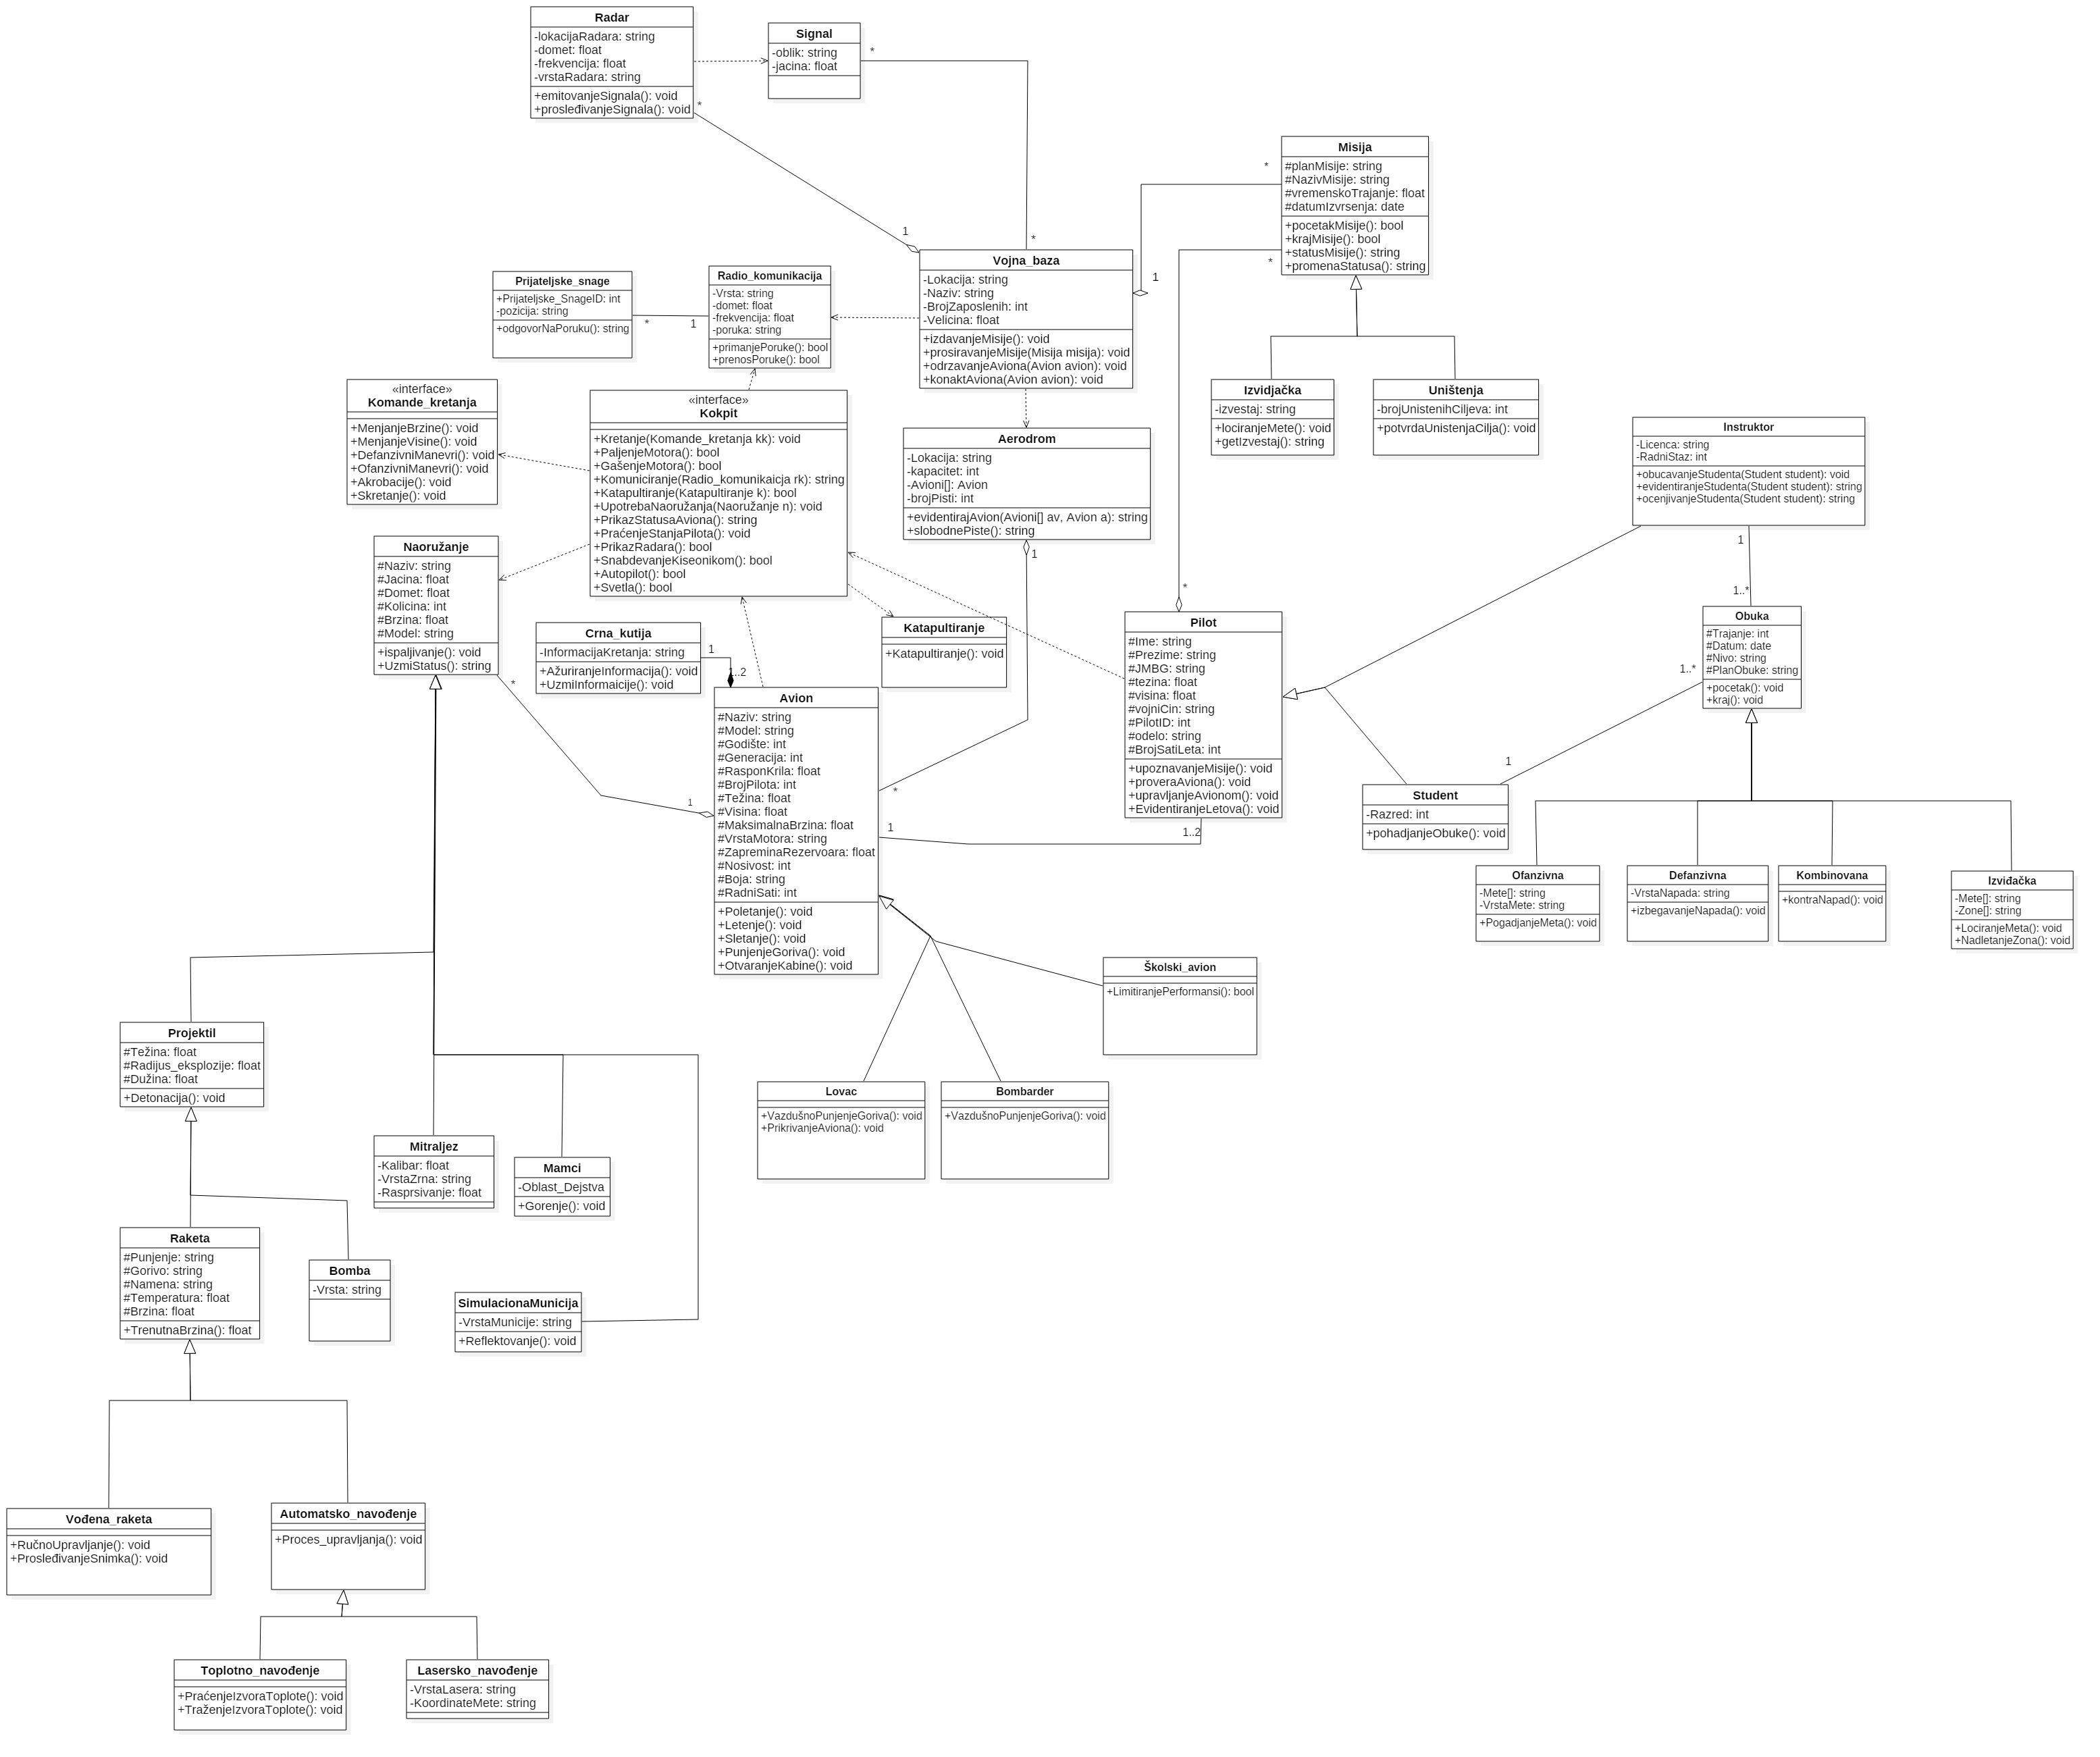 Radar
-lokacijaRadara: string
-domet: float
-frekvencija: float
-vrstaRadara: string
+emitovanjeSignala(): void
+prosleđivanjeSignala(): void
*
Signal
-oblik: string
-jacina: float
*
Misija
#planMisije: string
#NazivMisije: string
#vremenskoTrajanje: float
#datumIzvrsenja: date
+pocetakMisije(): bool
+krajMisije(): bool
+statusMisije(): string
+promenaStatusa(): string
*
*
1
*
1
Vojna_baza
-Lokacija: string
-Naziv: string
-BrojZaposlenih: int
-Velicina: float
+izdavanjeMisije(): void
+prosiravanjeMisije(Misija misija): void
+odrzavanjeAviona(Avion avion): void
+konaktAviona(Avion avion): void
Prijateljske_snage
+Prijateljske_SnageID: int
-pozicija: string
+odgovorNaPoruku(): string
*
1
Radio_komunikacija
-Vrsta: string
-domet: float
-frekvencija: float
-poruka: string
+primanjePoruke(): bool
+prenosPoruke(): bool
«interface»
Komande_kretanja
+MenjanjeBrzine(): void
+MenjanjeVisine(): void
+DefanzivniManevri(): void
+OfanzivniManevri(): void
+Akrobacije(): void
+Skretanje(): void
«interface»
Kokpit
+Kretanje(Komande_kretanja kk): void
+PaljenjeMotora(): bool
+GašenjeMotora(): bool
+Komuniciranje(Radio_komunikaicja rk): string
+Katapultiranje(Katapultiranje k): bool
+UpotrebaNaoružanja(Naoružanje n): void
+PrikazStatusaAviona(): string
+PraćenjeStanjaPilota(): void
+PrikazRadara(): bool
+SnabdevanjeKiseonikom(): bool
+Autopilot(): bool
+Svetla(): bool
Izvidjačka
-izvestaj: string
+lociranjeMete(): void
+getIzvestaj(): string
Uništenja
-brojUnistenihCiljeva: int
+potvrdaUnistenjaCilja(): void
Aerodrom
-Lokacija: string
-kapacitet: int
-Avioni[]: Avion
-brojPisti: int
+evidentirajAvion(Avioni[] av, Avion a): string
+slobodnePiste(): string
1
Instruktor
-Licenca: string
-RadniStaz: int
+obucavanjeStudenta(Student student): void
+evidentiranjeStudenta(Student student): string
+ocenjivanjeStudenta(Student student): string
1
1..*
Naoružanje
#Naziv: string
#Jacina: float
#Domet: float
#Kolicina: int
#Brzina: float
#Model: string
+ispaljivanje(): void
+UzmiStatus(): string
*
Crna_kutija
-InformacijaKretanja: string
+AžuriranjeInformacija(): void
+UzmiInformaicije(): void
1
1..2
Katapultiranje
+Katapultiranje(): void
*
Pilot
#Ime: string
#Prezime: string
#JMBG: string
#tezina: float
#visina: float
#vojniCin: string
#PilotID: int
#odelo: string
#BrojSatiLeta: int
+upoznavanjeMisije(): void
+proveraAviona(): void
+upravljanjeAvionom(): void
+EvidentiranjeLetova(): void
1..2
Obuka
#Trajanje: int
#Datum: date
#Nivo: string
#PlanObuke: string
+pocetak(): void
+kraj(): void
1..*
1
Avion
#Naziv: string
#Model: string
#Godište: int
#Generacija: int
#RasponKrila: float
#BrojPilota: int
#Težina: float
#Visina: float
#MaksimalnaBrzina: float
#VrstaMotora: string
#ZapreminaRezervoara: float
#Nosivost: int
#Boja: string
#RadniSati: int
+Poletanje(): void
+Letenje(): void
+Sletanje(): void
+PunjenjeGoriva(): void
+OtvaranjeKabine(): void
1
*
1
Student
-Razred: int
+pohadjanjeObuke(): void
Ofanzivna
-Mete[]: string
-VrstaMete: string
+PogadjanjeMeta(): void
Defanzivna
-VrstaNapada: string
+izbegavanjeNapada(): void
Kombinovana
+kontraNapad(): void
Izviđačka
-Mete[]: string
-Zone[]: string
+LociranjeMeta(): void
+NadletanjeZona(): void
Školski_avion
+LimitiranjePerformansi(): bool
Lovac
+VazdušnoPunjenjeGoriva(): void
+PrikrivanjeAviona(): void
Bombarder
+VazdušnoPunjenjeGoriva(): void
Projektil
#Težina: float
#Radijus_eksplozije: float
#Dužina: float
+Detonacija(): void
Mitraljez
-Kalibar: float
-VrstaZrna: string
-Rasprsivanje: float
Mamci
-Oblast_Dejstva
+Gorenje(): void
Raketa
#Punjenje: string
#Gorivo: string
#Namena: string
#Temperatura: float
#Brzina: float
+TrenutnaBrzina(): float
Bomba
-Vrsta: string
SimulacionaMunicija
-VrstaMunicije: string
+Reflektovanje(): void
Vođena_raketa
+RučnoUpravljanje(): void
+ProsleđivanjeSnimka(): void
Automatsko_navođenje
+Proces_upravljanja(): void
Toplotno_navođenje
+PraćenjeIzvoraToplote(): void
+TraženjeIzvoraToplote(): void
Lasersko_navođenje
-VrstaLasera: string
-KoordinateMete: string